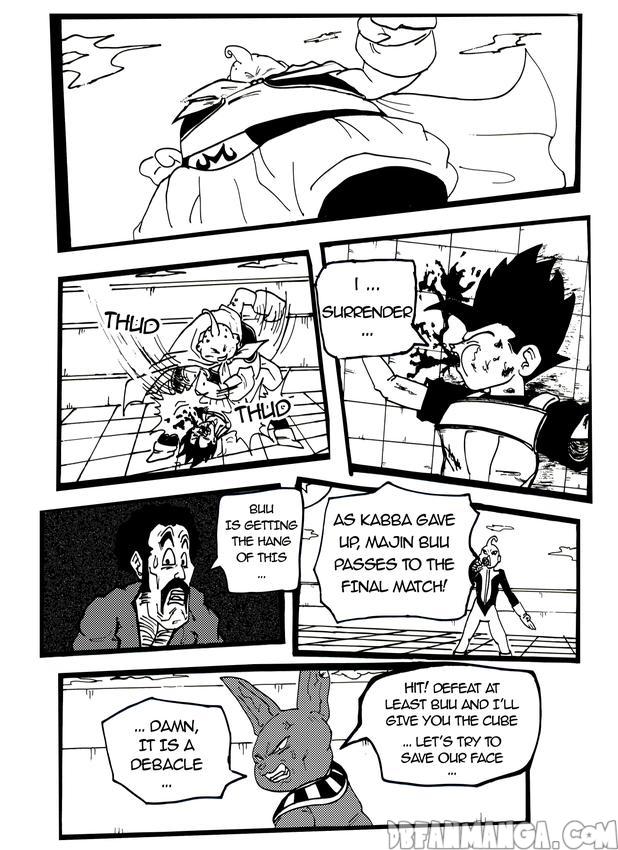 THUD
THUD
I ...
SURRENDER
...
BUU
IS GETTING
THE HANG
OF THIS
...
AS KABBA GAVE
UP, MAJIN BUU
PASSES TO THE
FINAL MATCH!
... DAMN,
IT IS A
DEBACLE
...
HIT! DEFEAT AT
LEAST BUU AND I'LL
GIVE YOU THE CUBE
... LET'S TRY TO
SAVE OUR FACE
...
DBFANMANGA.COM